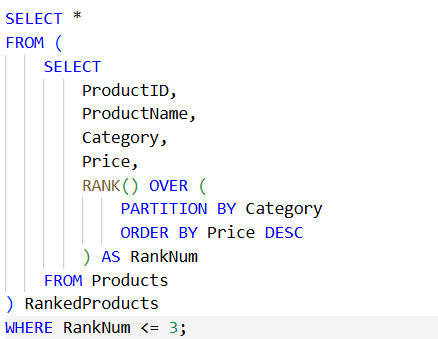 SELECT *
FROM (
    SELECT
        ProductID,
        ProductName,
        Category,
        Price,
        RANK() OVER (
            PARTITION BY Category
            ORDER BY Price DESC
        ) AS RankNum
    FROM Products
) RankedProducts
WHERE RankNum <= 3;